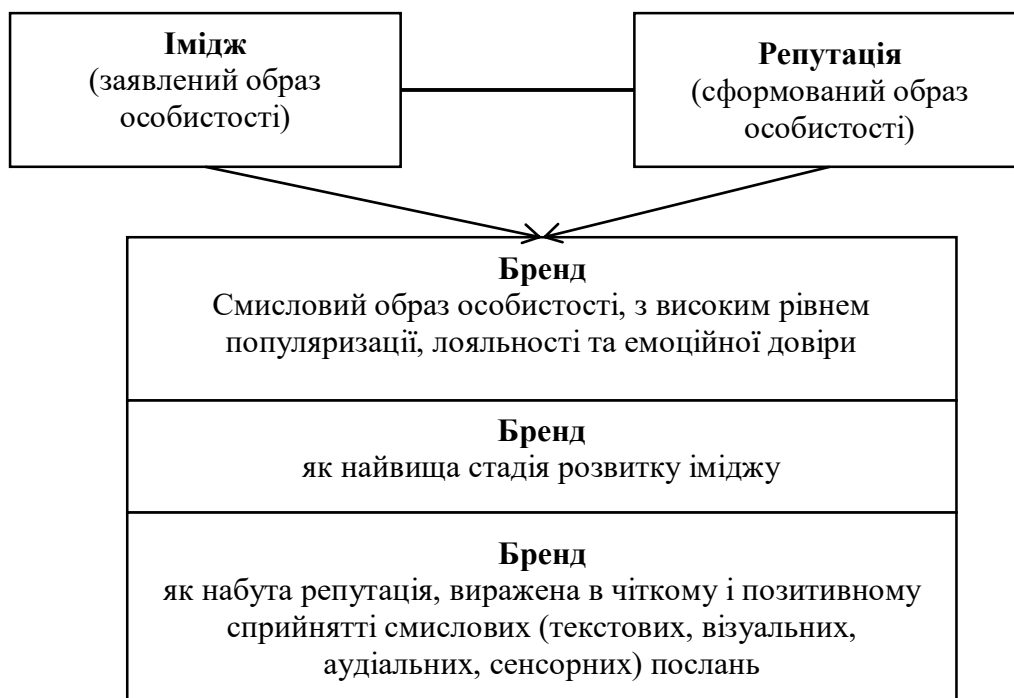 Імідж
(заявлений образ
особистості)
Репутація
(сформований образ
особистості)
Бренд
Смисловий образ особистості, з високим рівнем
популяризації, лояльності та емоційної довіри
Бренд
як найвища стадія розвитку іміджу
Бренд
як набута репутація, виражена в чіткому і позитивному
сприйнятті смислових (текстових, візуальних,
аудіальних, сенсорних) послань